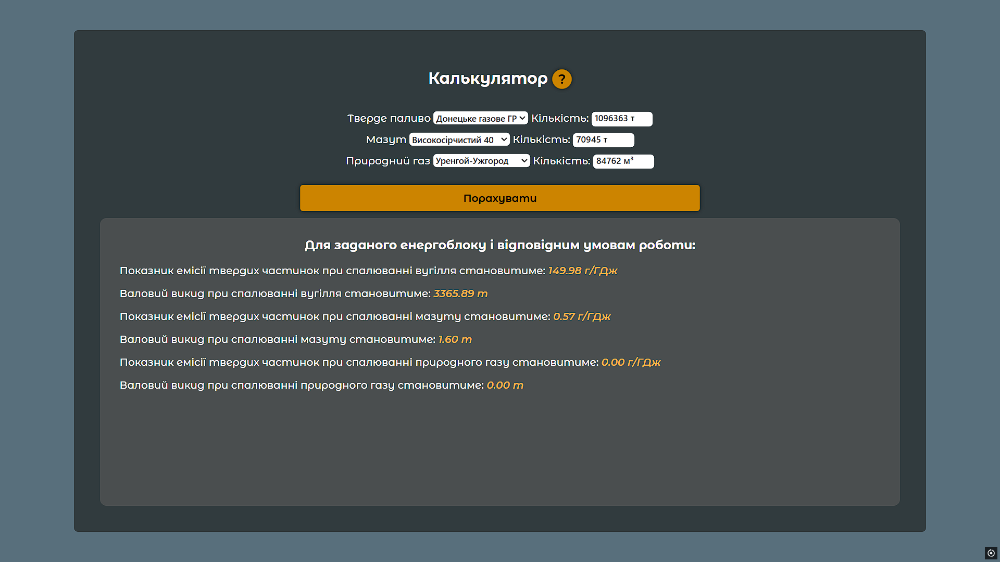 Калькулятор ?
Тверде паливо Донецьке газове ГР Кількість: 1096363 т
Мазут Високосірчистий 40 Кількість: 70945 т
Природний газ Уренгой-Ужгород Кількість: 84762 м³
Порахувати
Для заданого енергоблоку і відповідним умовам роботи:
Показник емісії твердих частинок при спалюванні вугілля становитиме: 149.98 г/ГДж
Валовий викид при спалюванні вугілля становитиме: 3365.89 т
Показник емісії твердих частинок при спалюванні мазуту становитиме: 0.57 г/ГДж
Валовий викид при спалюванні мазуту становитиме: 1.60 т
Показник емісії твердих частинок при спалюванні природного газу становитиме: 0.00 г/ГДж
Валовий викид при спалюванні природного газу становитиме: 0.00 т